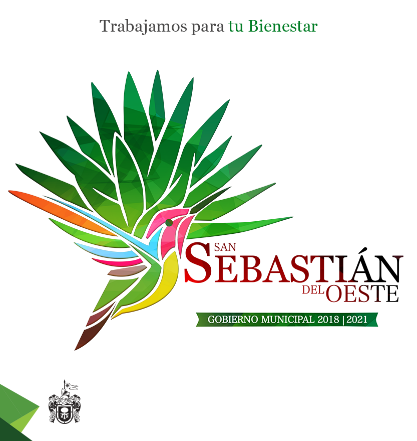 Trabajamos para tu Bienestar
SAN
SEBASTIÁN
DEL OESTE
GOBIERNO MUNICIPAL 2018 | 2021